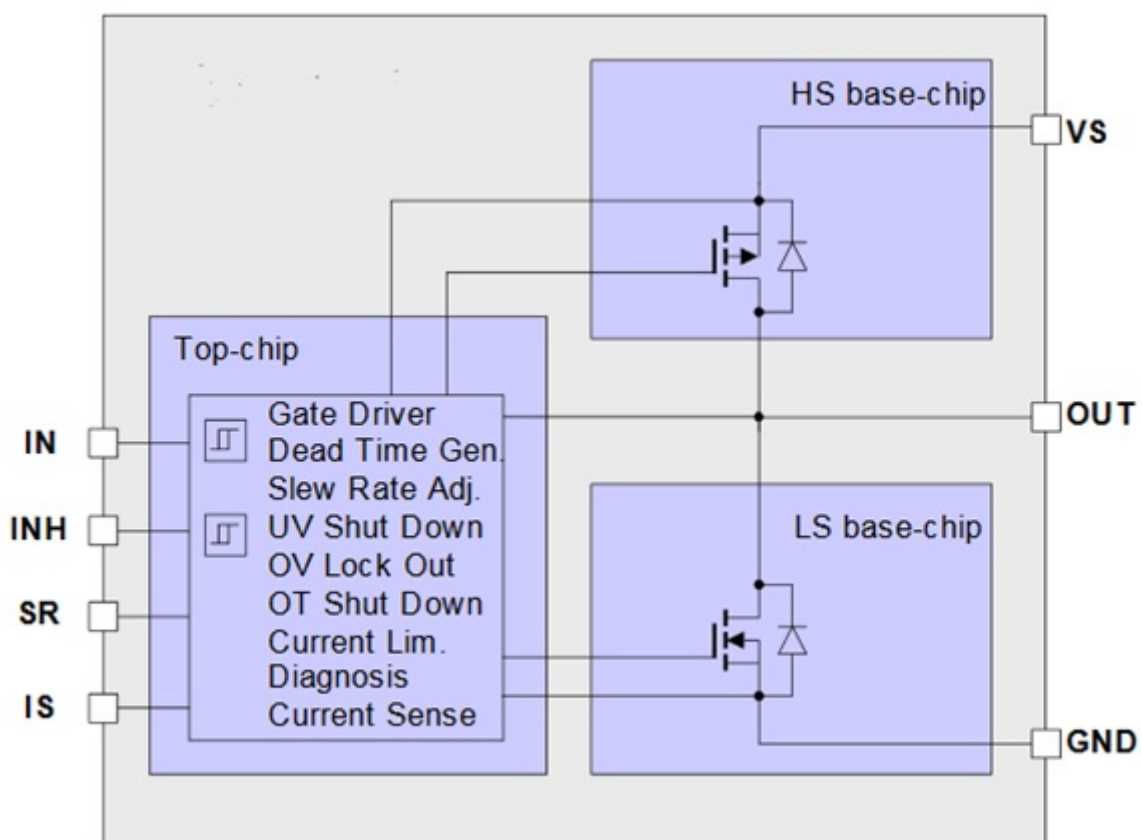 HS base-chip
VS
Top-chip
Gate Driver
Dead Time Gen.
Slew Rate Adj.
UV Shut Down
OV Lock Out
OT Shut Down
Current Lim.
Diagnosis
Current Sense
IN
INH
SR
IS
OUT
LS base-chip
GND